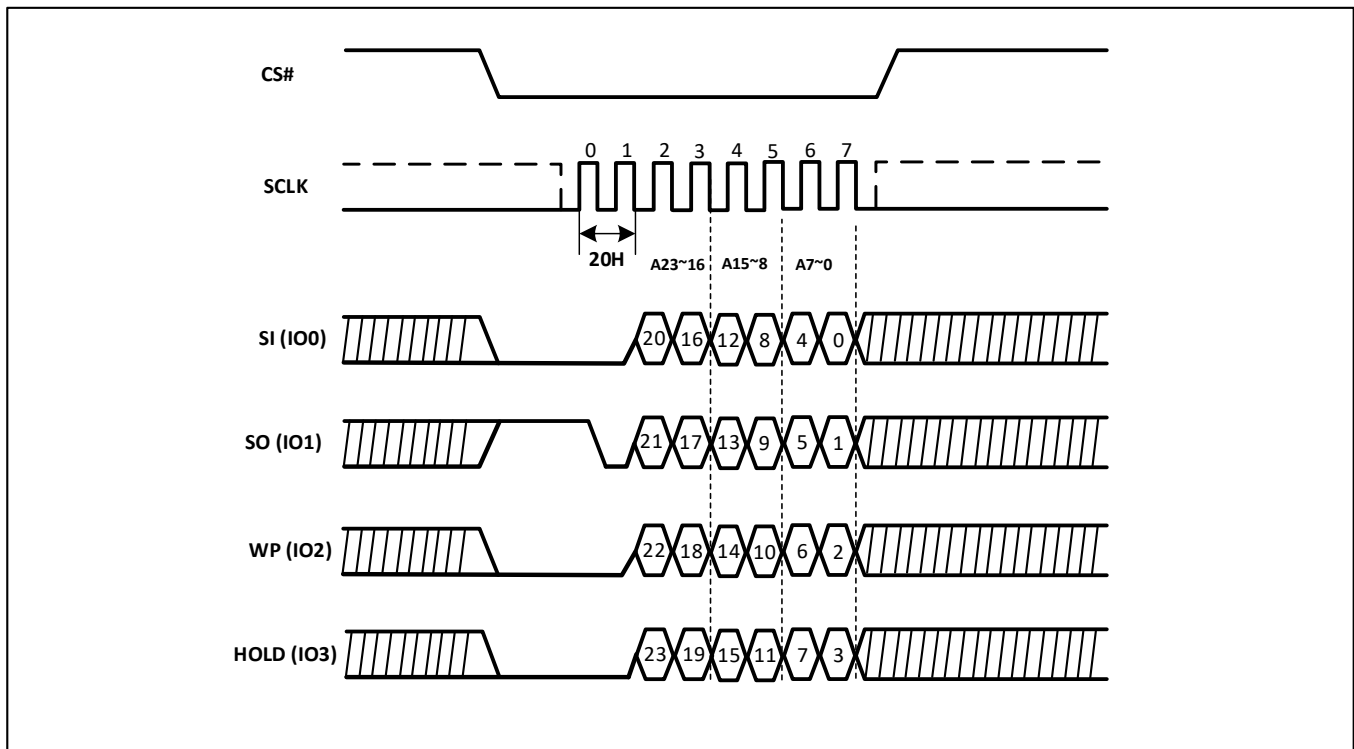 CS#
0 1 2 3 4 5 6 7
SCLK
20H A23~16 A15~8 A7~0
SI (IO0) 20 16 12 8 4 0
SO (IO1) 21 17 13 9 5 1
WP (IO2) 22 18 14 10 6 2
HOLD (IO3) 23 19 15 11 7 3